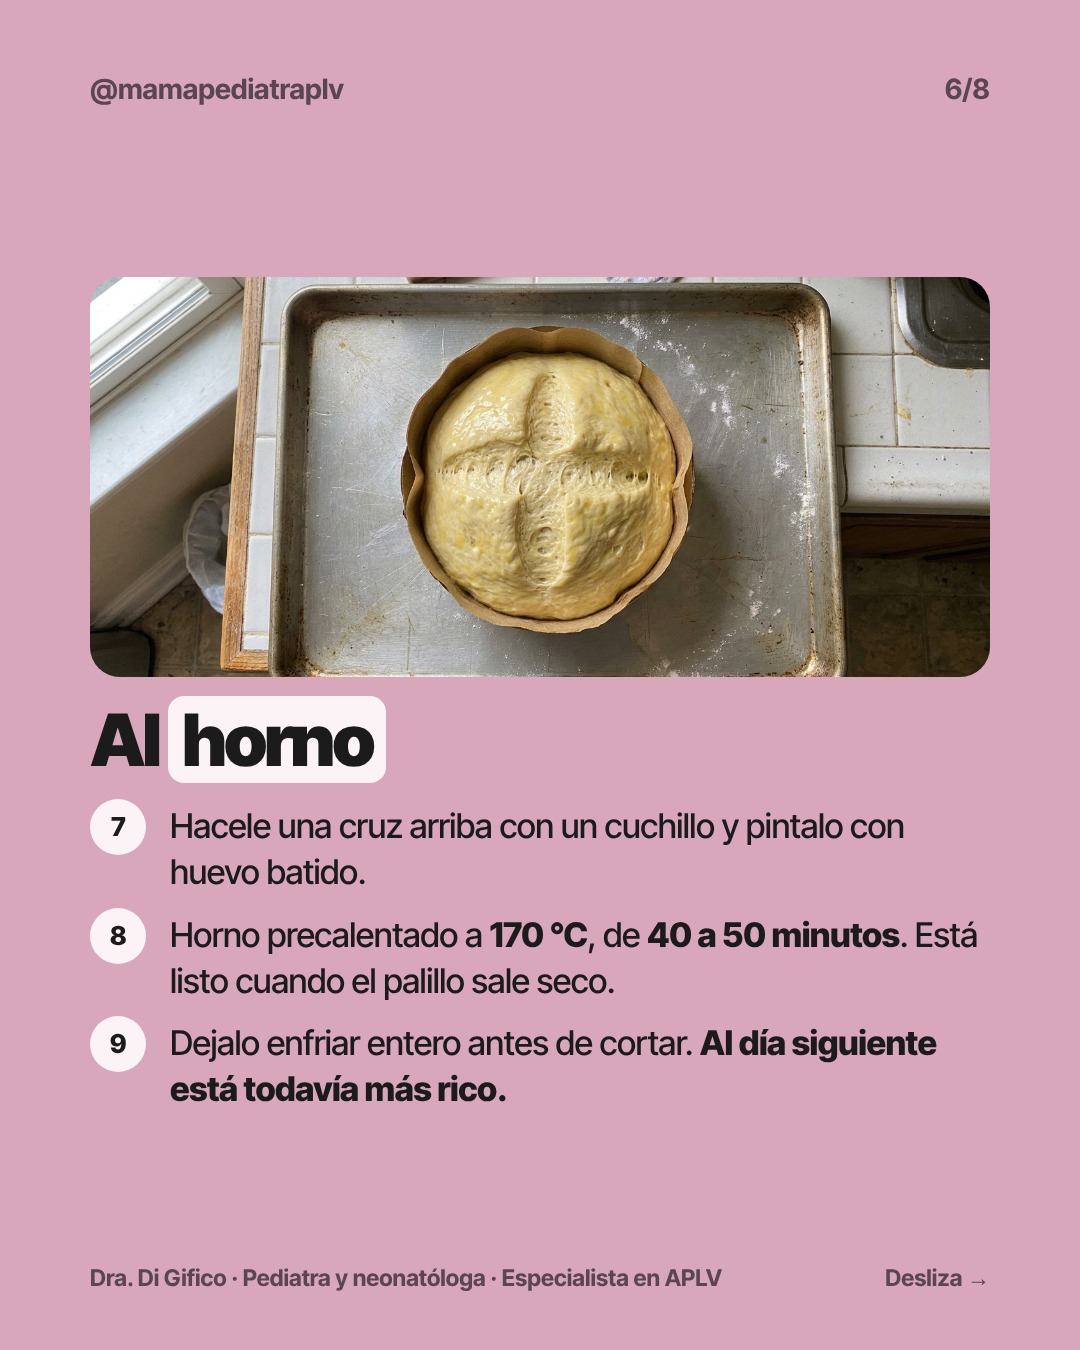 @mamapediatraplv
6/8
Al horno
7
Hacele una cruz arriba con un cuchillo y pintalo con
huevo batido.
8
Horno precalentado a 170 °C, de 40 a 50 minutos. Está
listo cuando el palillo sale seco.
9
Dejalo enfriar entero antes de cortar. Al día siguiente
está todavía más rico.
Dra. Di Gifico · Pediatra y neonatóloga · Especialista en APLV
Desliza →